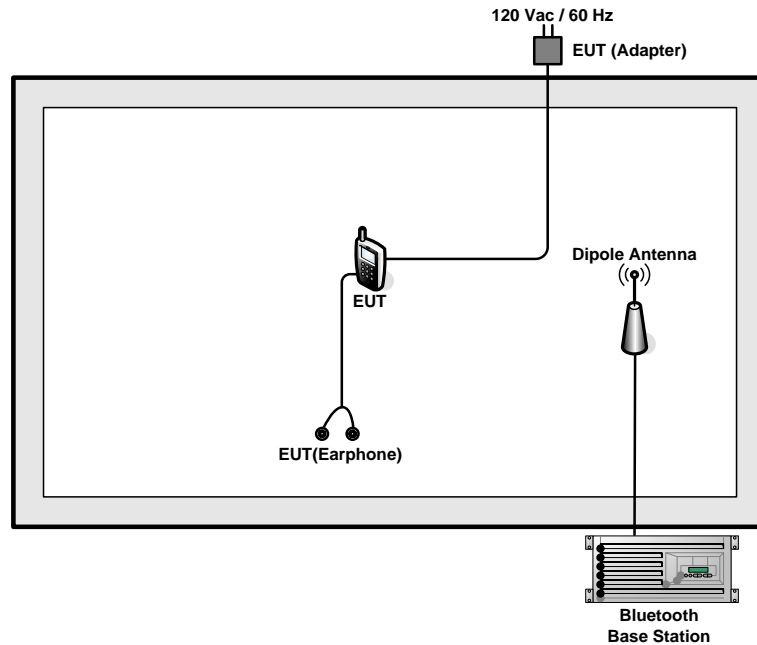 120 Vac / 60 Hz
EUT (Adapter)
Dipole Antenna
EUT
EUT(Earphone)
Bluetooth
Base Station